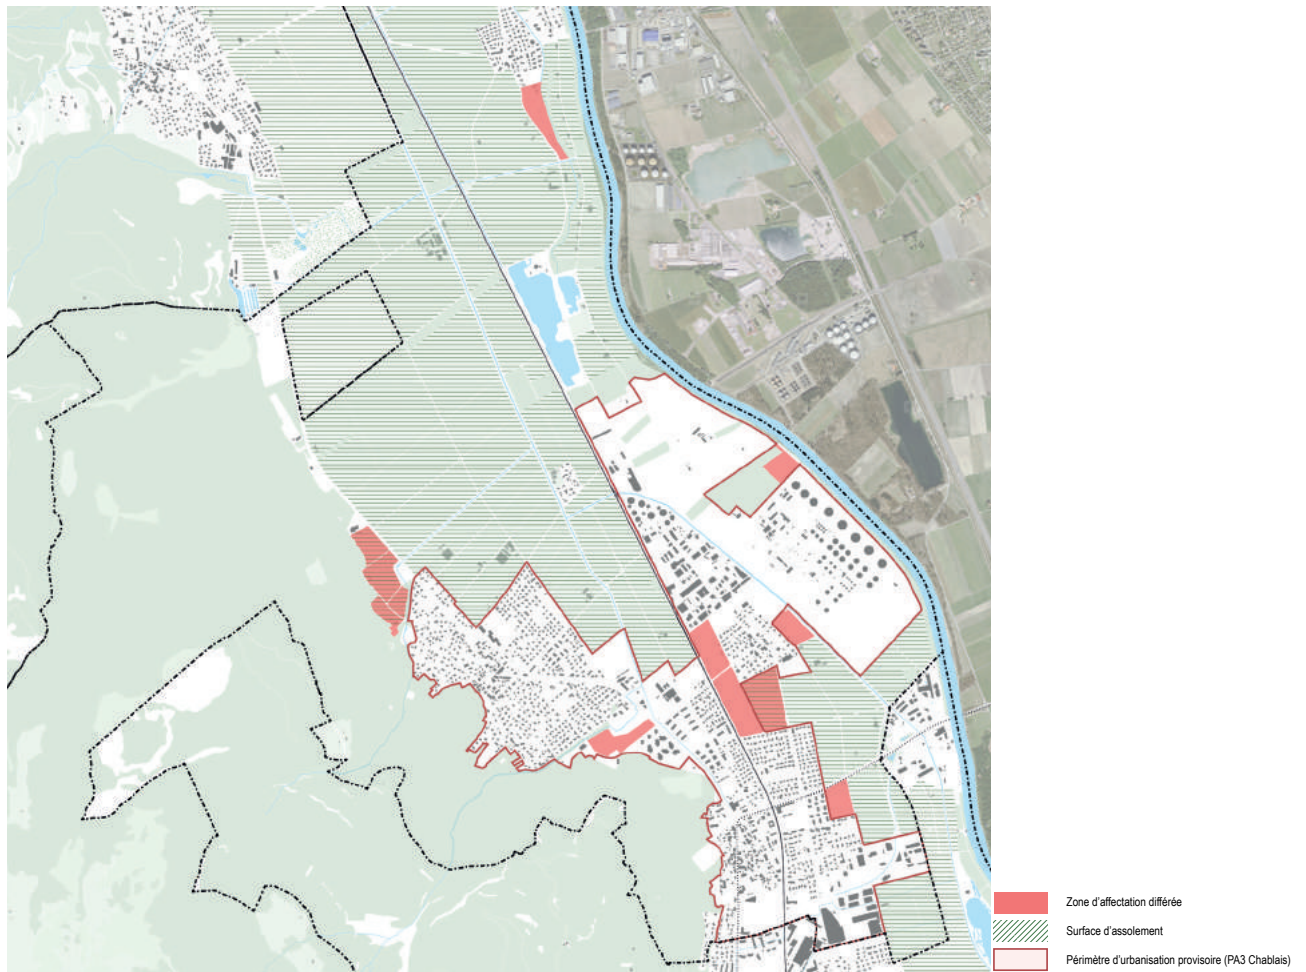 Zone d'affectation différée
Surface d'assolement
Périmètre d'urbanisation provisoire (PA3 Chablais)